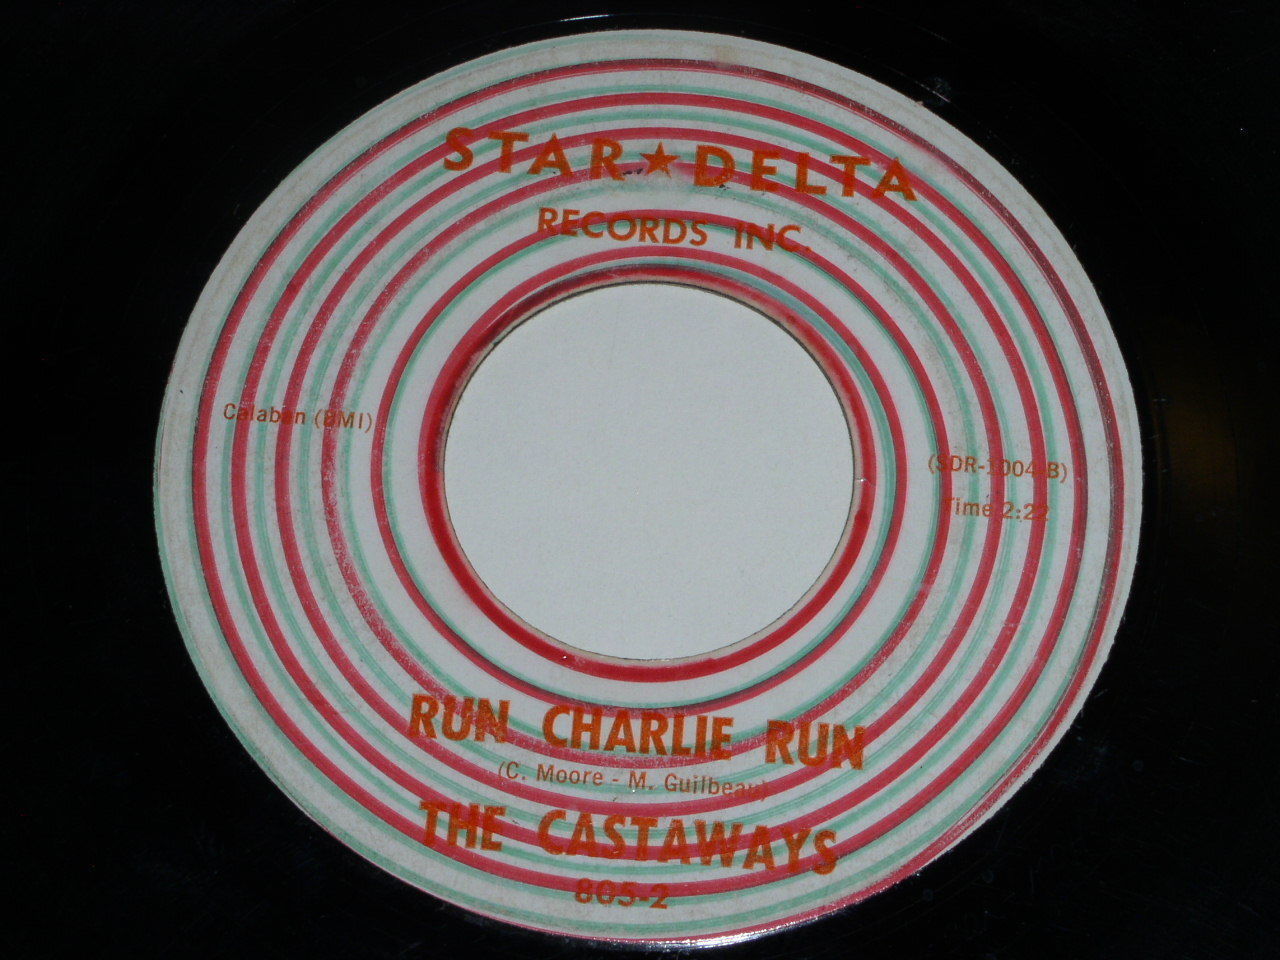 STAR★DELTA
RECORDS INC.
Calaban (BMI)
(SDR-1004 B)
Time 2:22
RUN CHARLIE RUN
(C. Moore - M. Guilbeau)
THE CASTAWAYS
805-2